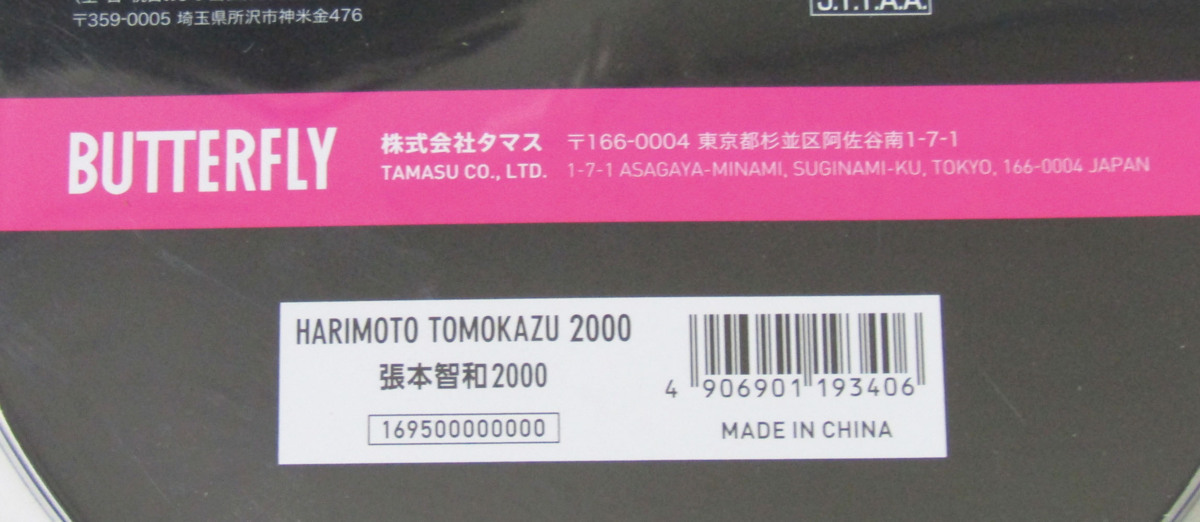 〒359-0005 埼玉県所沢市神米金476
J.T.T.A.A.
BUTTERFLY
株式会社タマス 〒166-0004 東京都杉並区阿佐谷南1-7-1
TAMASU CO., LTD. 1-7-1 ASAGAYA-MINAMI, SUGINAMI-KU, TOKYO, 166-0004 JAPAN
HARIMOTO TOMOKAZU 2000
張本智和2000
169500000000
4 906901 193406
MADE IN CHINA